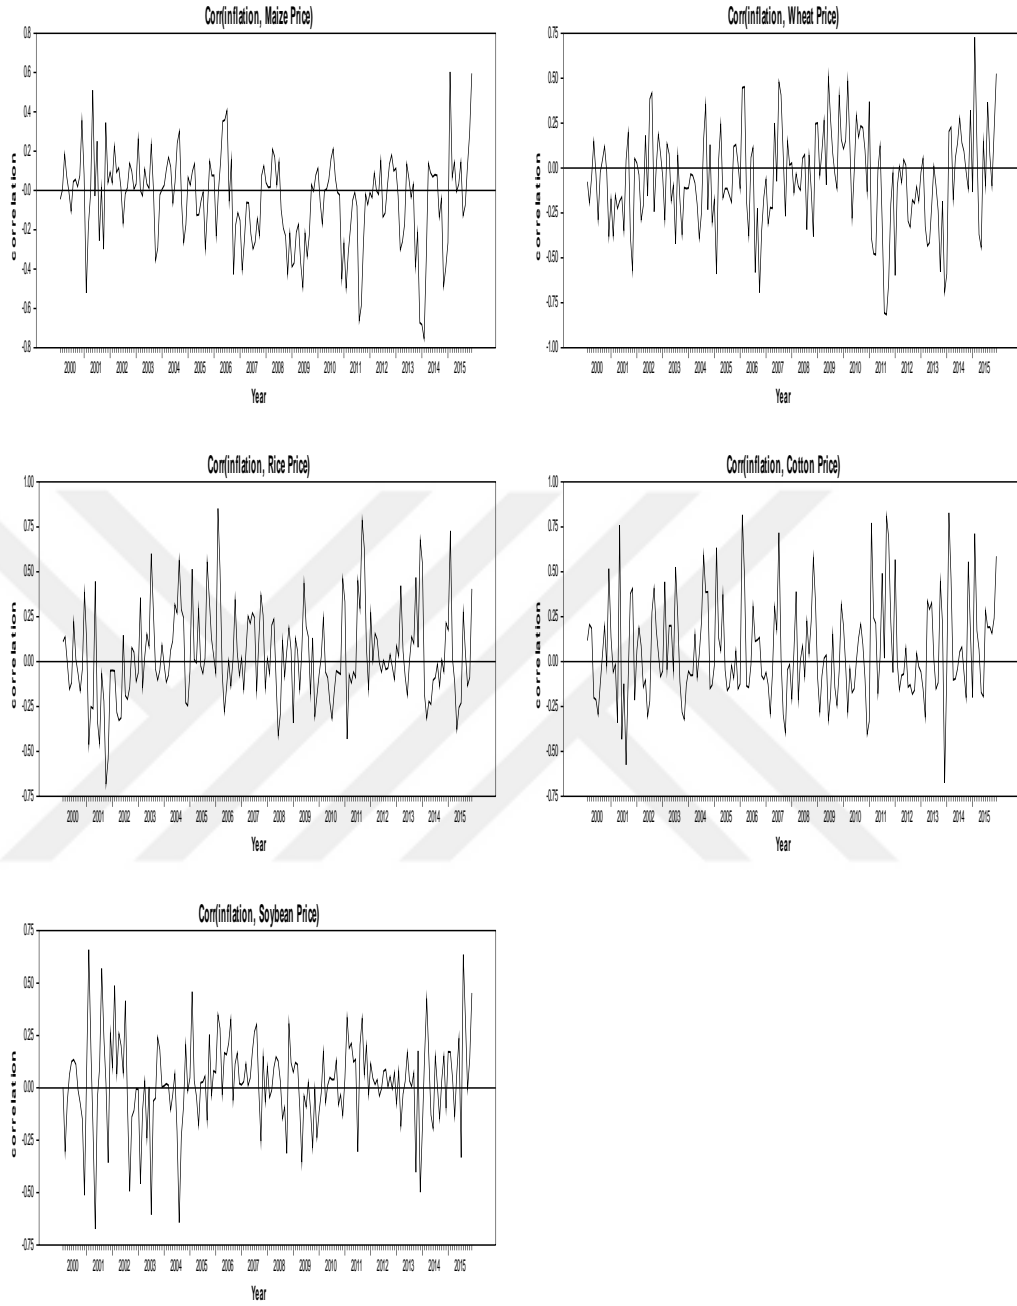 Corr(inflation, Maize Price)
0.8
0.6
0.4
0.2
-0.0
-0.2
-0.4
-0.6
-0.8
correlation
2000 2001 2002 2003 2004 2005 2006 2007 2008 2009 2010 2011 2012 2013 2014 2015
Year
Corr(inflation, Wheat Price)
0.75
0.50
0.25
0.00
-0.25
-0.50
-0.75
-1.00
correlation
2000 2001 2002 2003 2004 2005 2006 2007 2008 2009 2010 2011 2012 2013 2014 2015
Year
Corr(inflation, Rice Price)
1.00
0.75
0.50
0.25
0.00
-0.25
-0.50
-0.75
correlation
2000 2001 2002 2003 2004 2005 2006 2007 2008 2009 2010 2011 2012 2013 2014 2015
Year
Corr(inflation, Cotton Price)
1.00
0.75
0.50
0.25
0.00
-0.25
-0.50
-0.75
correlation
2000 2001 2002 2003 2004 2005 2006 2007 2008 2009 2010 2011 2012 2013 2014 2015
Year
Corr(inflation, Soybean Price)
0.75
0.50
0.25
0.00
-0.25
-0.50
-0.75
correlation
2000 2001 2002 2003 2004 2005 2006 2007 2008 2009 2010 2011 2012 2013 2014 2015
Year